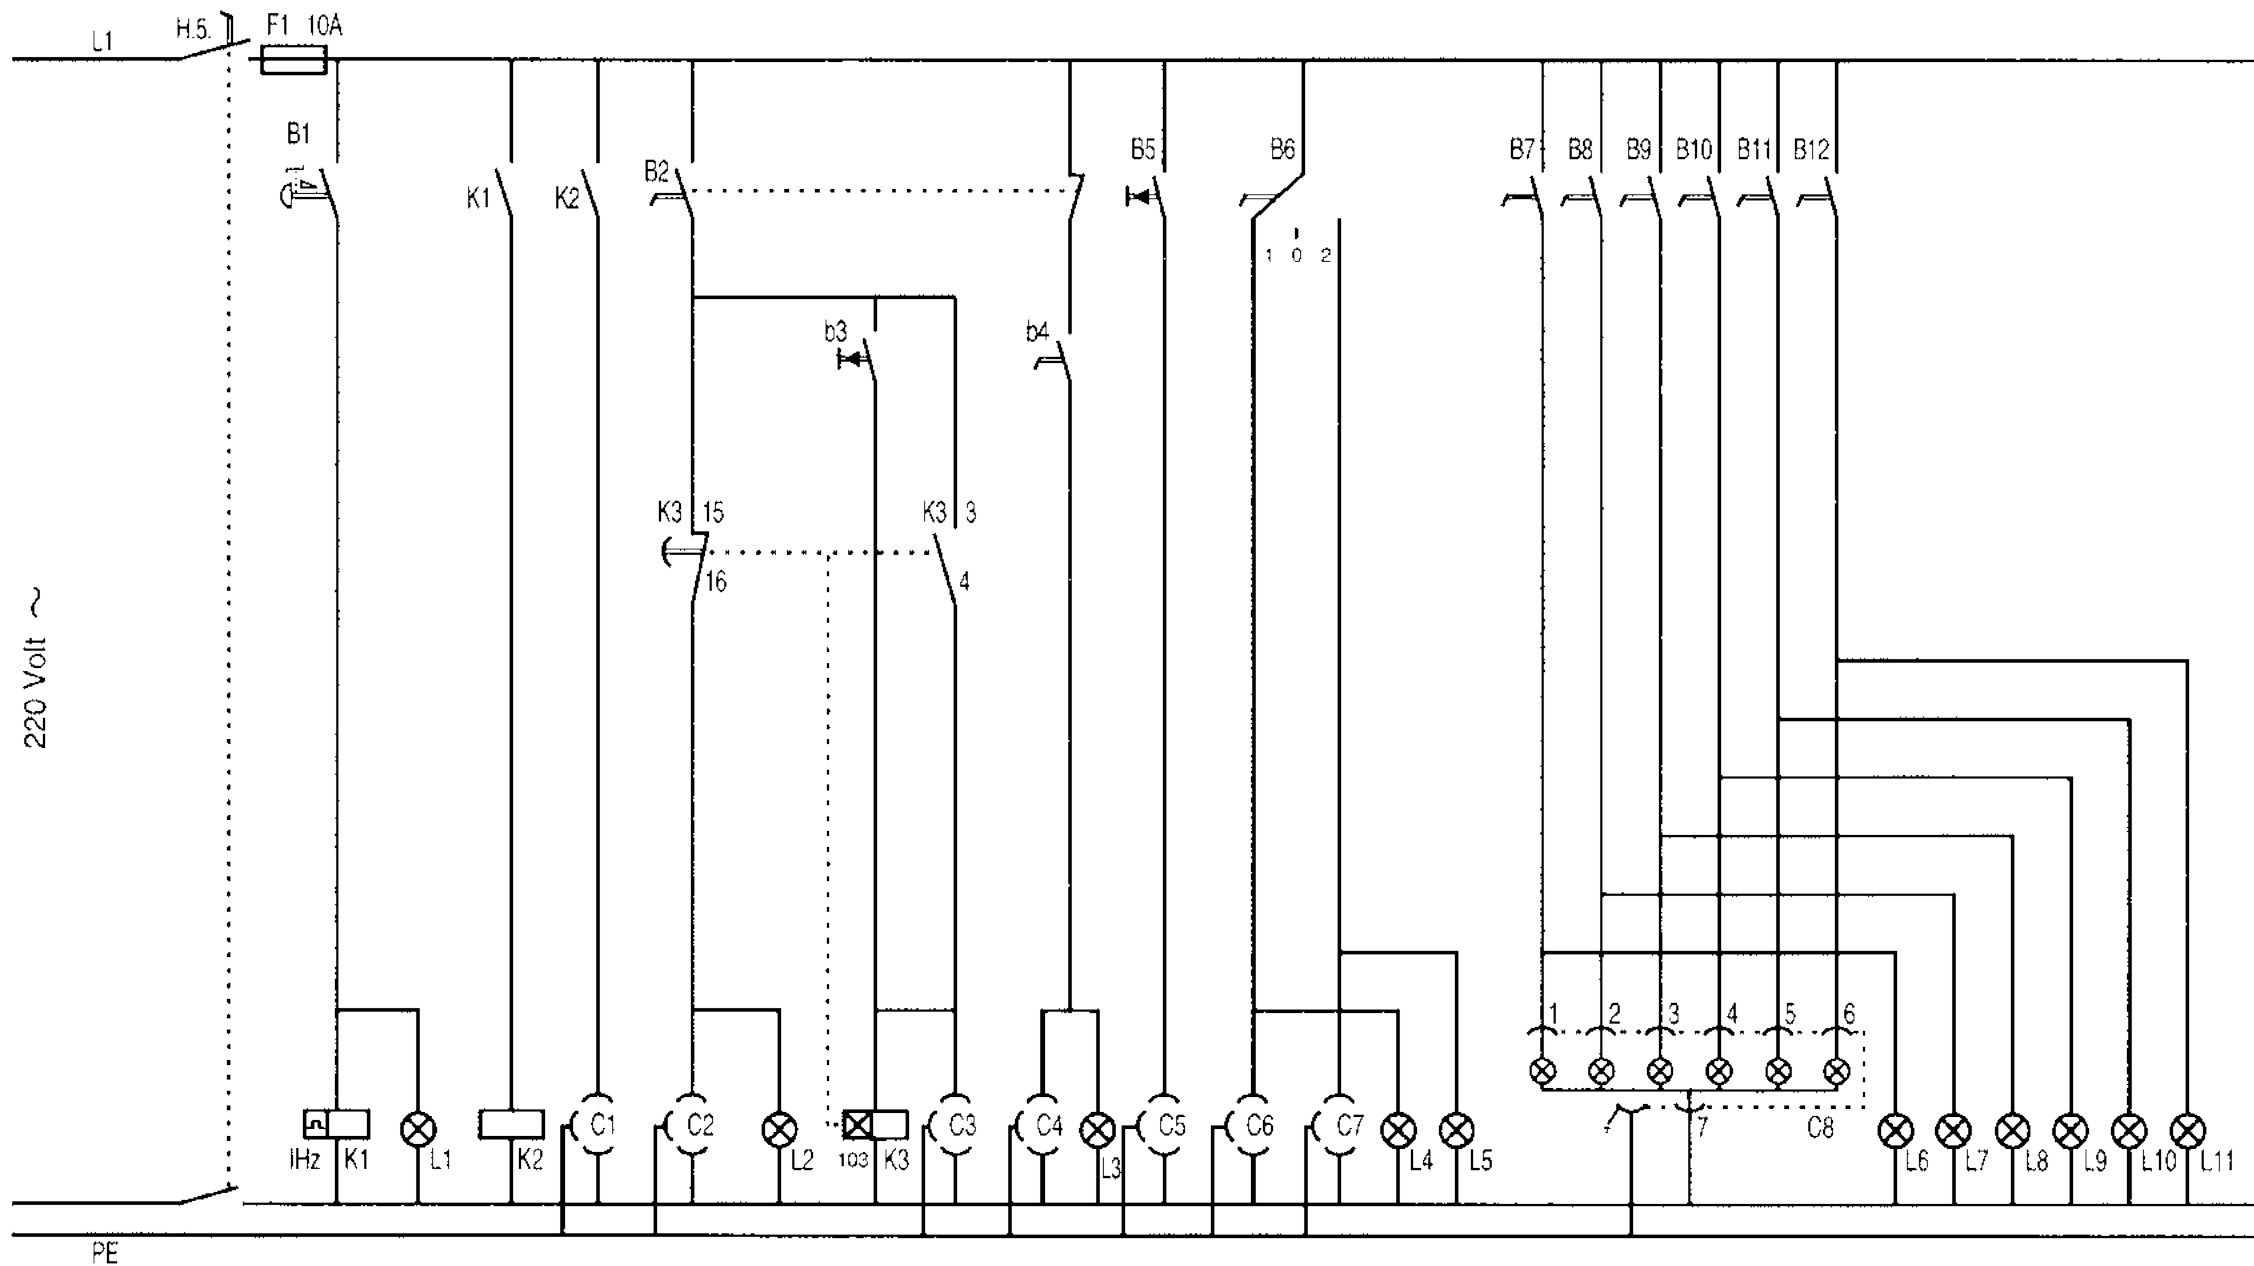 L1 H.5. F1 10A
B1
B2 B5 B6 B7 B8 B9 B10 B11 B12
K1 K2
1 0 2
b3 b4
K3 15 K3 3
16 4
220 Volt ~
1 2 3 4 5 6
C1 C2 C3 C4 C5 C6 C7 7 C8
IHz K1 L1 K2 L2 103 K3 L3 L4 L5 L6 L7 L8 L9 L10 L11
PE